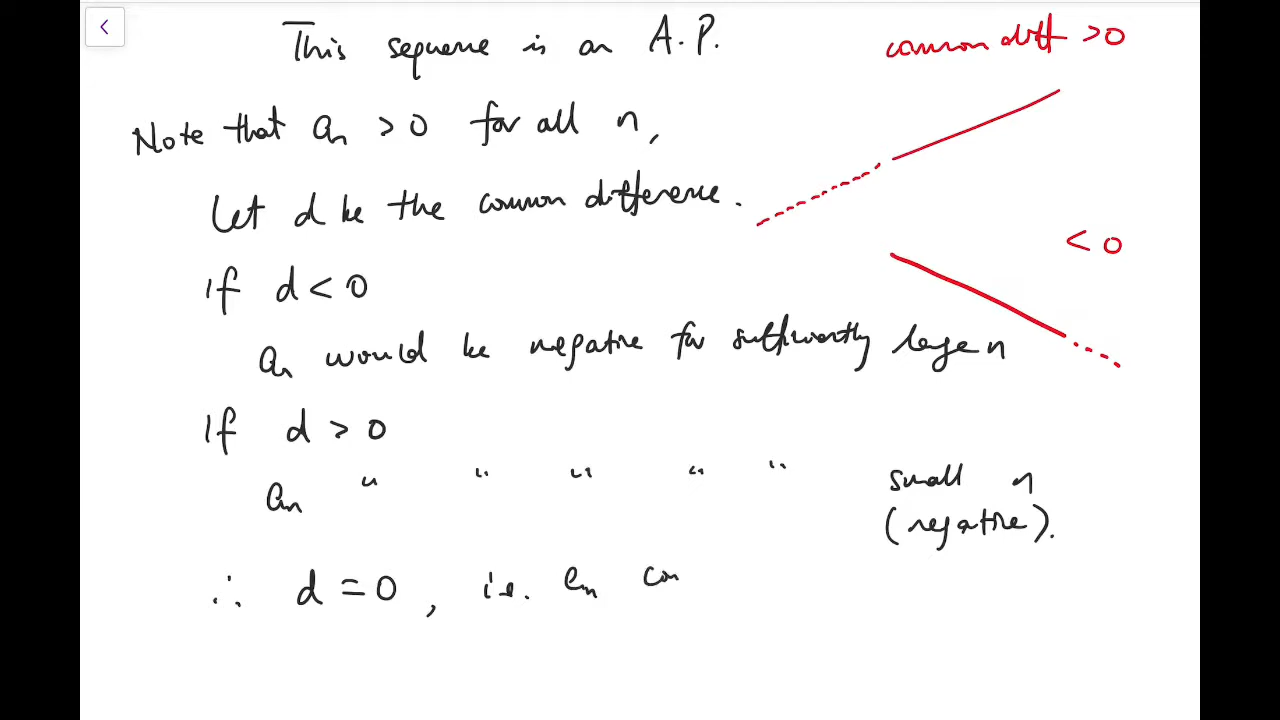 This sequence is an A.P.
common diff >0
Note that aₙ > 0 for all n,
Let d be the common difference.
< 0
If d < 0
aₙ would be negative for sufficiently large n
If d > 0
aₙ " " " " " small n
(negative).
∴ d = 0, i.e. aₙ con